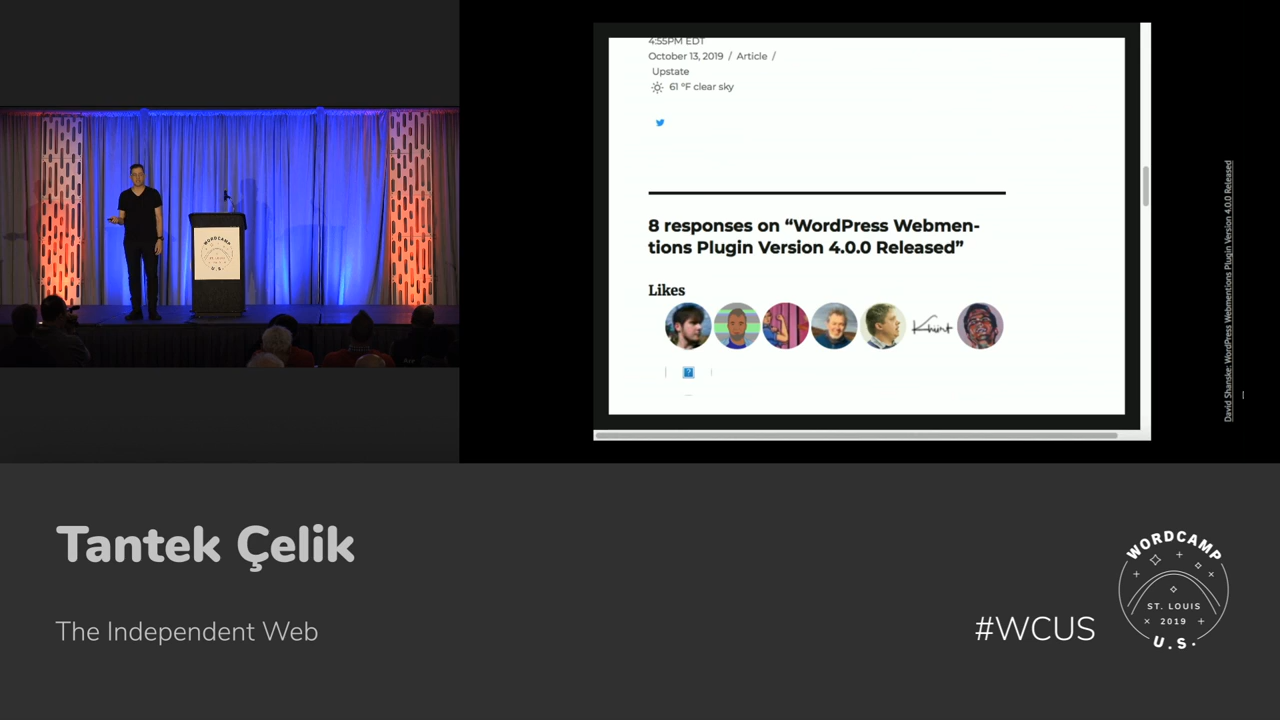 4:55PM EDT
October 13, 2019 / Article /
Upstate
61 °F clear sky
8 responses on “WordPress Webmen-
tions Plugin Version 4.0.0 Released”
Likes
David Shanske: WordPress Webmentions Plugin Version 4.0.0 Released
WORDCAMP
U.S.
Tantek Çelik
The Independent Web
#WCUS
WORDCAMP
ST. LOUIS
2019
U.S.